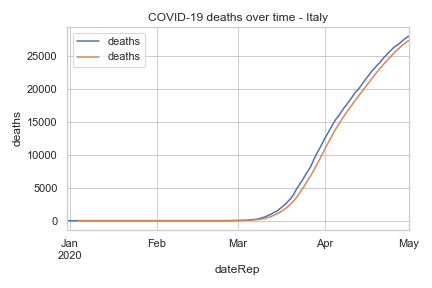 COVID-19 deaths over time - Italy
deaths
deaths
25000
20000
15000
10000
5000
0
deaths
Jan Feb Mar Apr May
2020
dateRep